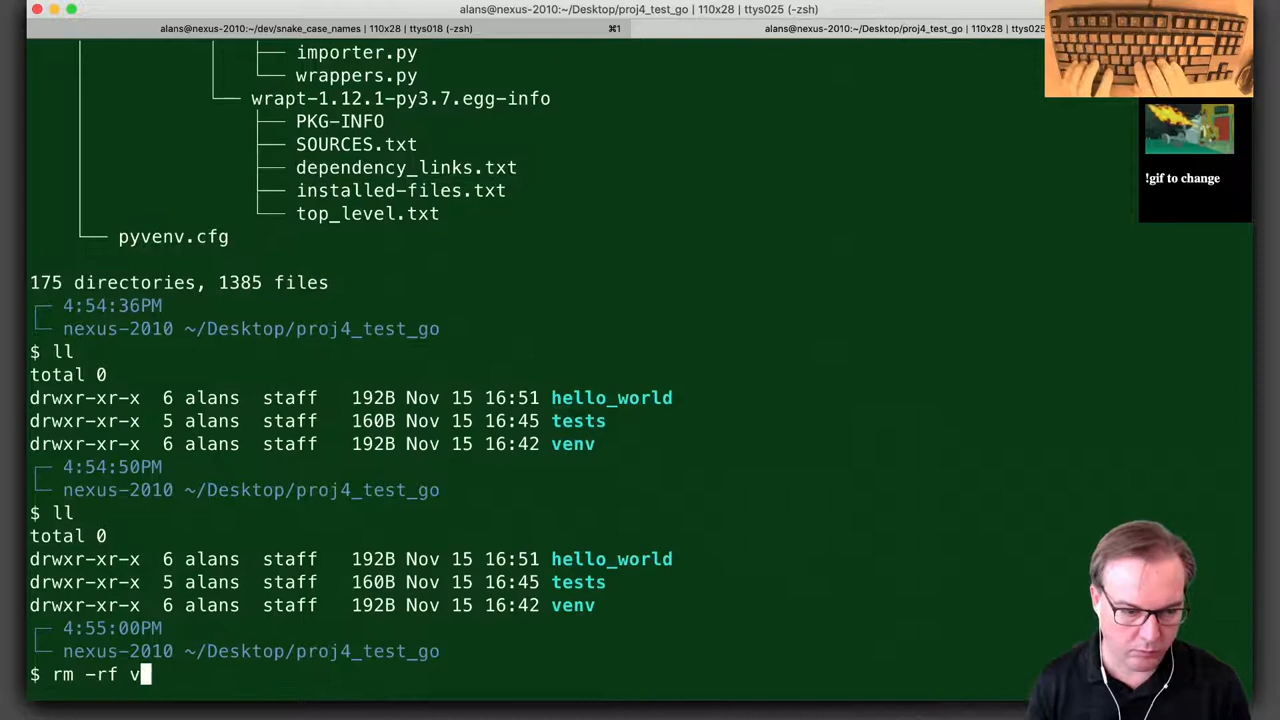 alans@nexus-2010:~/Desktop/proj4_test_go | 110x28 | ttys025 (-zsh)
alans@nexus-2010:~/dev/snake_case_names | 110x28 | ttys018 (-zsh) ⌘1
alans@nexus-2010:~/Desktop/proj4_test_go | 110x28 | ttys025
importer.py
wrappers.py
wrapt-1.12.1-py3.7.egg-info
PKG-INFO
SOURCES.txt
dependency_links.txt
installed-files.txt
top_level.txt
pyvenv.cfg
175 directories, 1385 files
4:54:36PM
nexus-2010 ~/Desktop/proj4_test_go
$ ll
total 0
drwxr-xr-x 6 alans staff 192B Nov 15 16:51 hello_world
drwxr-xr-x 5 alans staff 160B Nov 15 16:45 tests
drwxr-xr-x 6 alans staff 192B Nov 15 16:42 venv
4:54:50PM
nexus-2010 ~/Desktop/proj4_test_go
$ ll
total 0
drwxr-xr-x 6 alans staff 192B Nov 15 16:51 hello_world
drwxr-xr-x 5 alans staff 160B Nov 15 16:45 tests
drwxr-xr-x 6 alans staff 192B Nov 15 16:42 venv
4:55:00PM
nexus-2010 ~/Desktop/proj4_test_go
$ rm -rf v
!gif to change